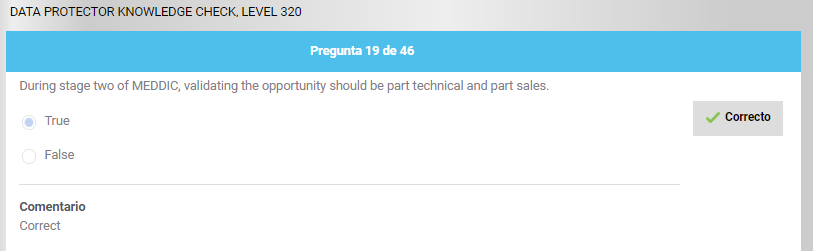 DATA PROTECTOR KNOWLEDGE CHECK, LEVEL 320
Pregunta 19 de 46
During stage two of MEDDIC, validating the opportunity should be part technical and part sales.
True
Correcto
False
Comentario
Correct